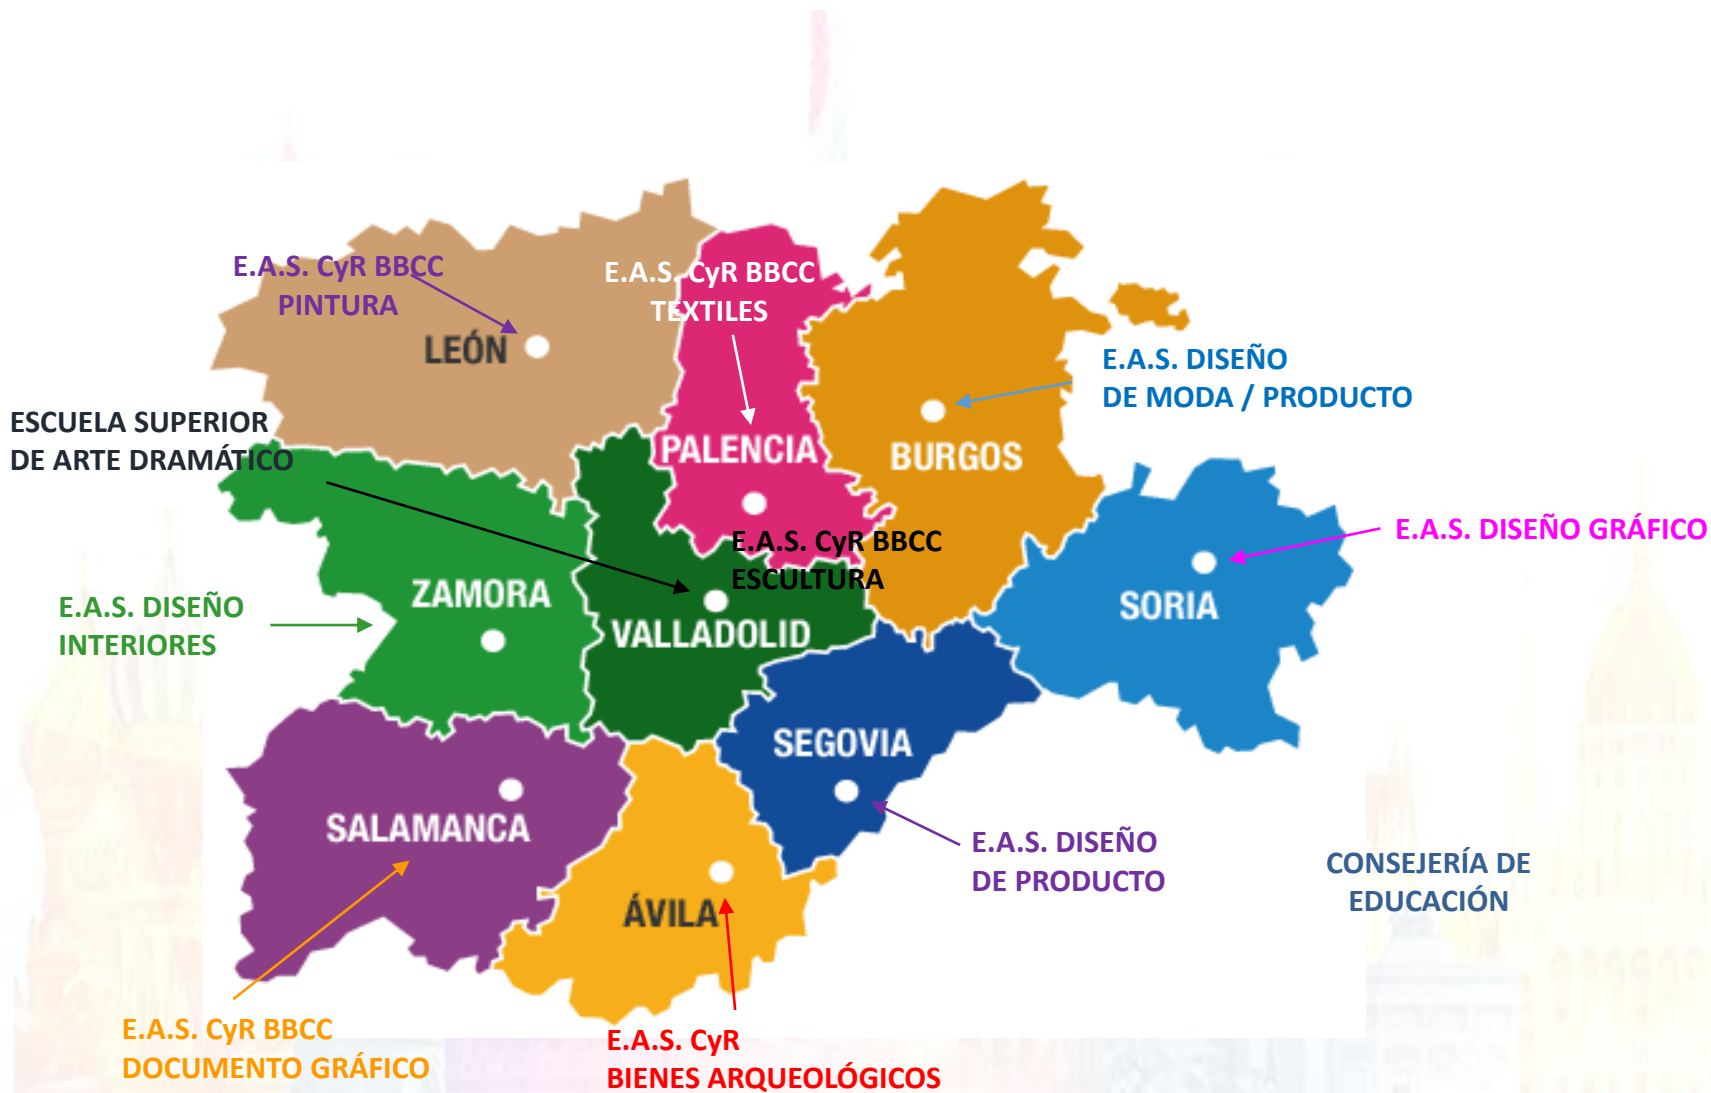 E.A.S. CyR BBCC
PINTURA
E.A.S. CyR BBCC
TEXTILES
LEÓN
E.A.S. DISEÑO
DE MODA / PRODUCTO
ESCUELA SUPERIOR
DE ARTE DRAMÁTICO
PALENCIA
BURGOS
E.A.S. DISEÑO GRÁFICO
E.A.S. CyR BBCC
ESCULTURA
ZAMORA
SORIA
E.A.S. DISEÑO
INTERIORES
VALLADOLID
SEGOVIA
SALAMANCA
E.A.S. DISEÑO
DE PRODUCTO
CONSEJERÍA DE
EDUCACIÓN
ÁVILA
E.A.S. CyR BBCC
DOCUMENTO GRÁFICO
E.A.S. CyR
BIENES ARQUEOLÓGICOS